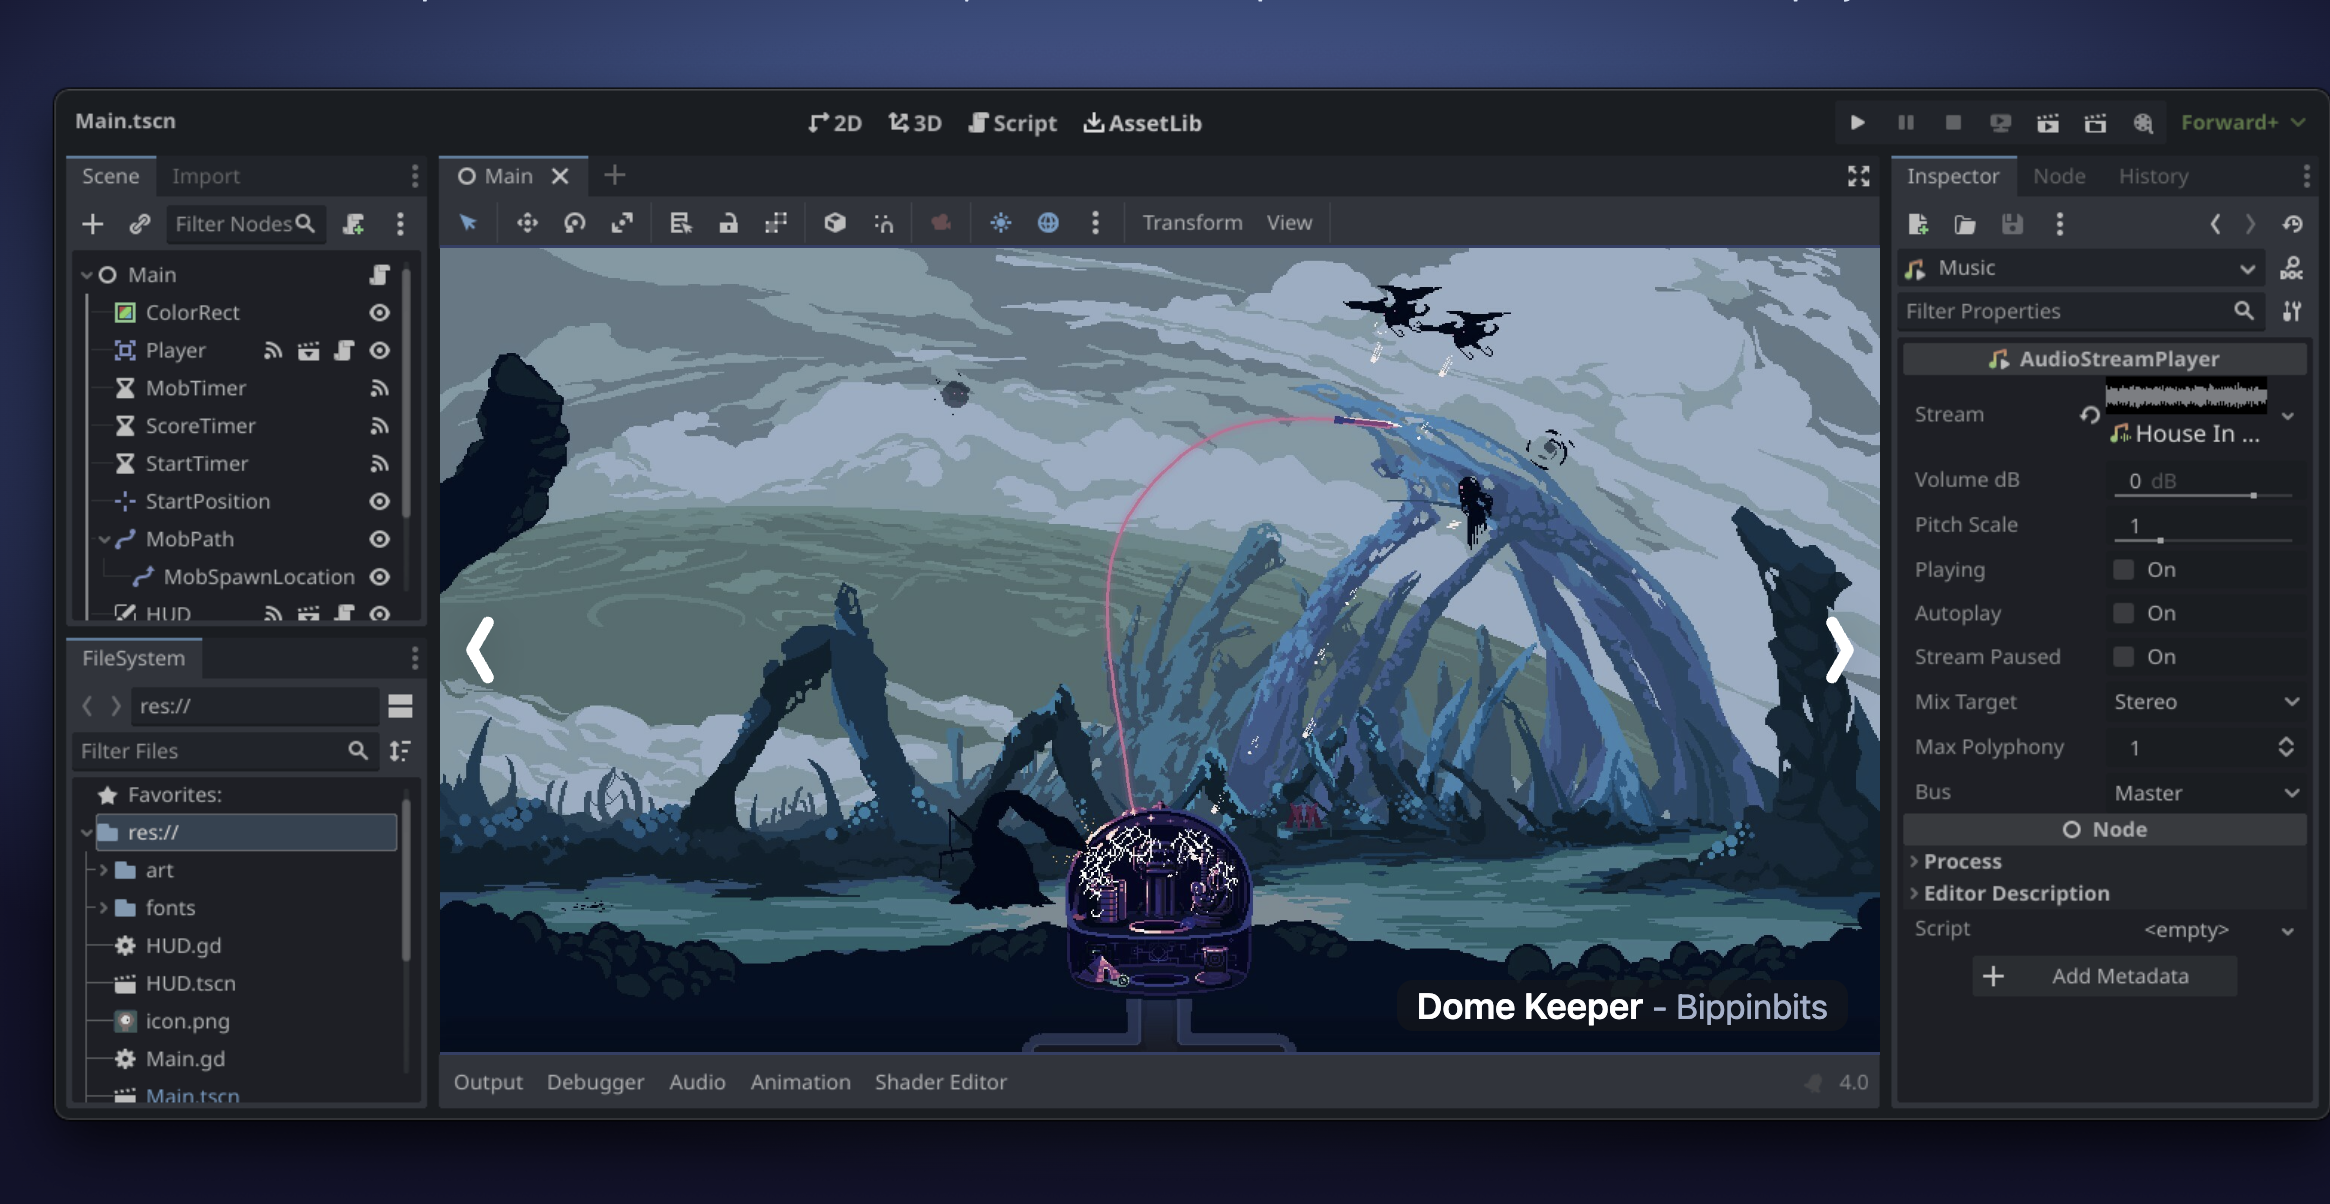 Main.tscn
2D 3D Script AssetLib
Forward+
Scene Import
Filter Nodes
Main
ColorRect
Player
MobTimer
ScoreTimer
StartTimer
StartPosition
MobPath
MobSpawnLocation
HUD
FileSystem
res://
Filter Files
Favorites:
res://
art
fonts
HUD.gd
HUD.tscn
icon.png
Main.gd
Main.tscn
Main
Transform View
Dome Keeper - Bippinbits
Output Debugger Audio Animation Shader Editor 4.0
Inspector Node History
Music
DOC
Filter Properties
AudioStreamPlayer
Stream
House In ...
Volume dB 0 dB
Pitch Scale 1
Playing On
Autoplay On
Stream Paused On
Mix Target Stereo
Max Polyphony 1
Bus Master
Node
Process
Editor Description
Script <empty>
Add Metadata